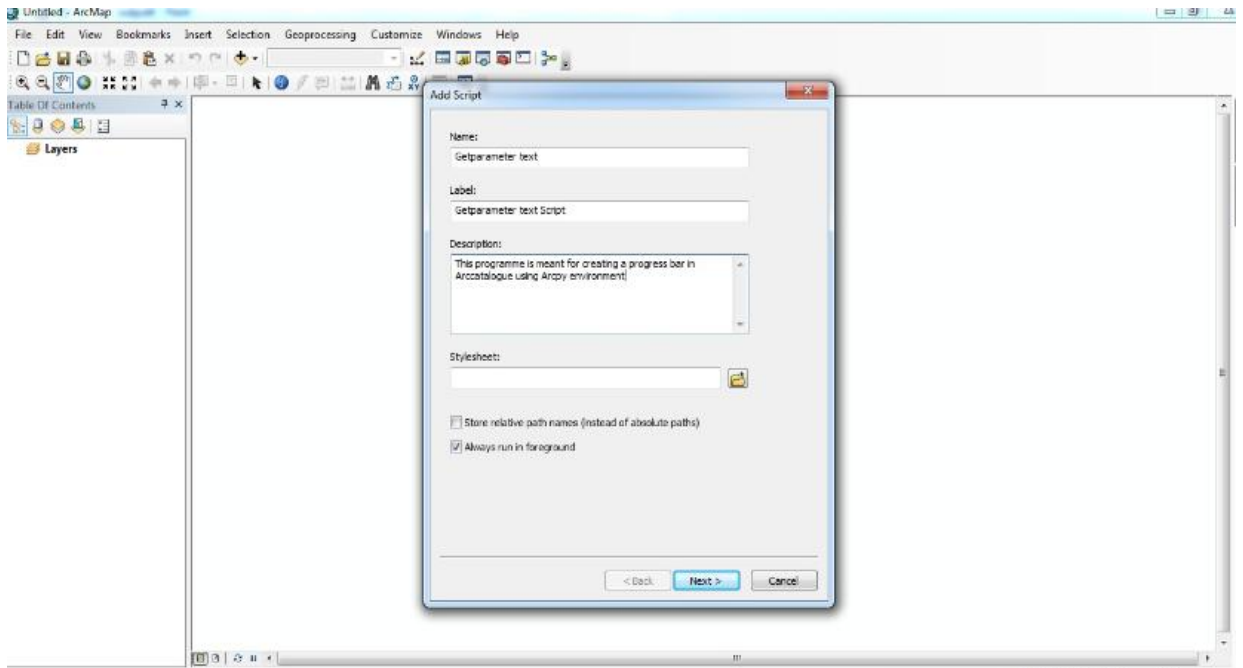 Untitled - ArcMap
File Edit View Bookmarks Insert Selection Geoprocessing Customize Windows Help
Table Of Contents
Layers
Add Script
Name:
Getparameter text
Label:
Getparameter text Script
Description:
This programme is meant for creating a progress bar in
Arccatalogue using Arcpy environment
Stylesheet:
Store relative path names (instead of absolute paths)
Always run in foreground
< Back Next > Cancel